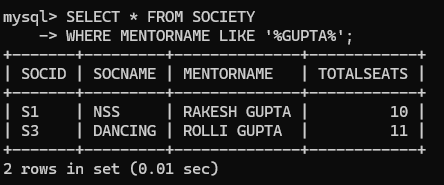 mysql> SELECT * FROM SOCIETY
    -> WHERE MENTORNAME LIKE '%GUPTA%';
+-------+---------+--------------+------------+
| SOCID | SOCNAME | MENTORNAME   | TOTALSEATS |
+-------+---------+--------------+------------+
| S1    | NSS     | RAKESH GUPTA |         10 |
| S3    | DANCING | ROLLI GUPTA  |         11 |
+-------+---------+--------------+------------+
2 rows in set (0.01 sec)